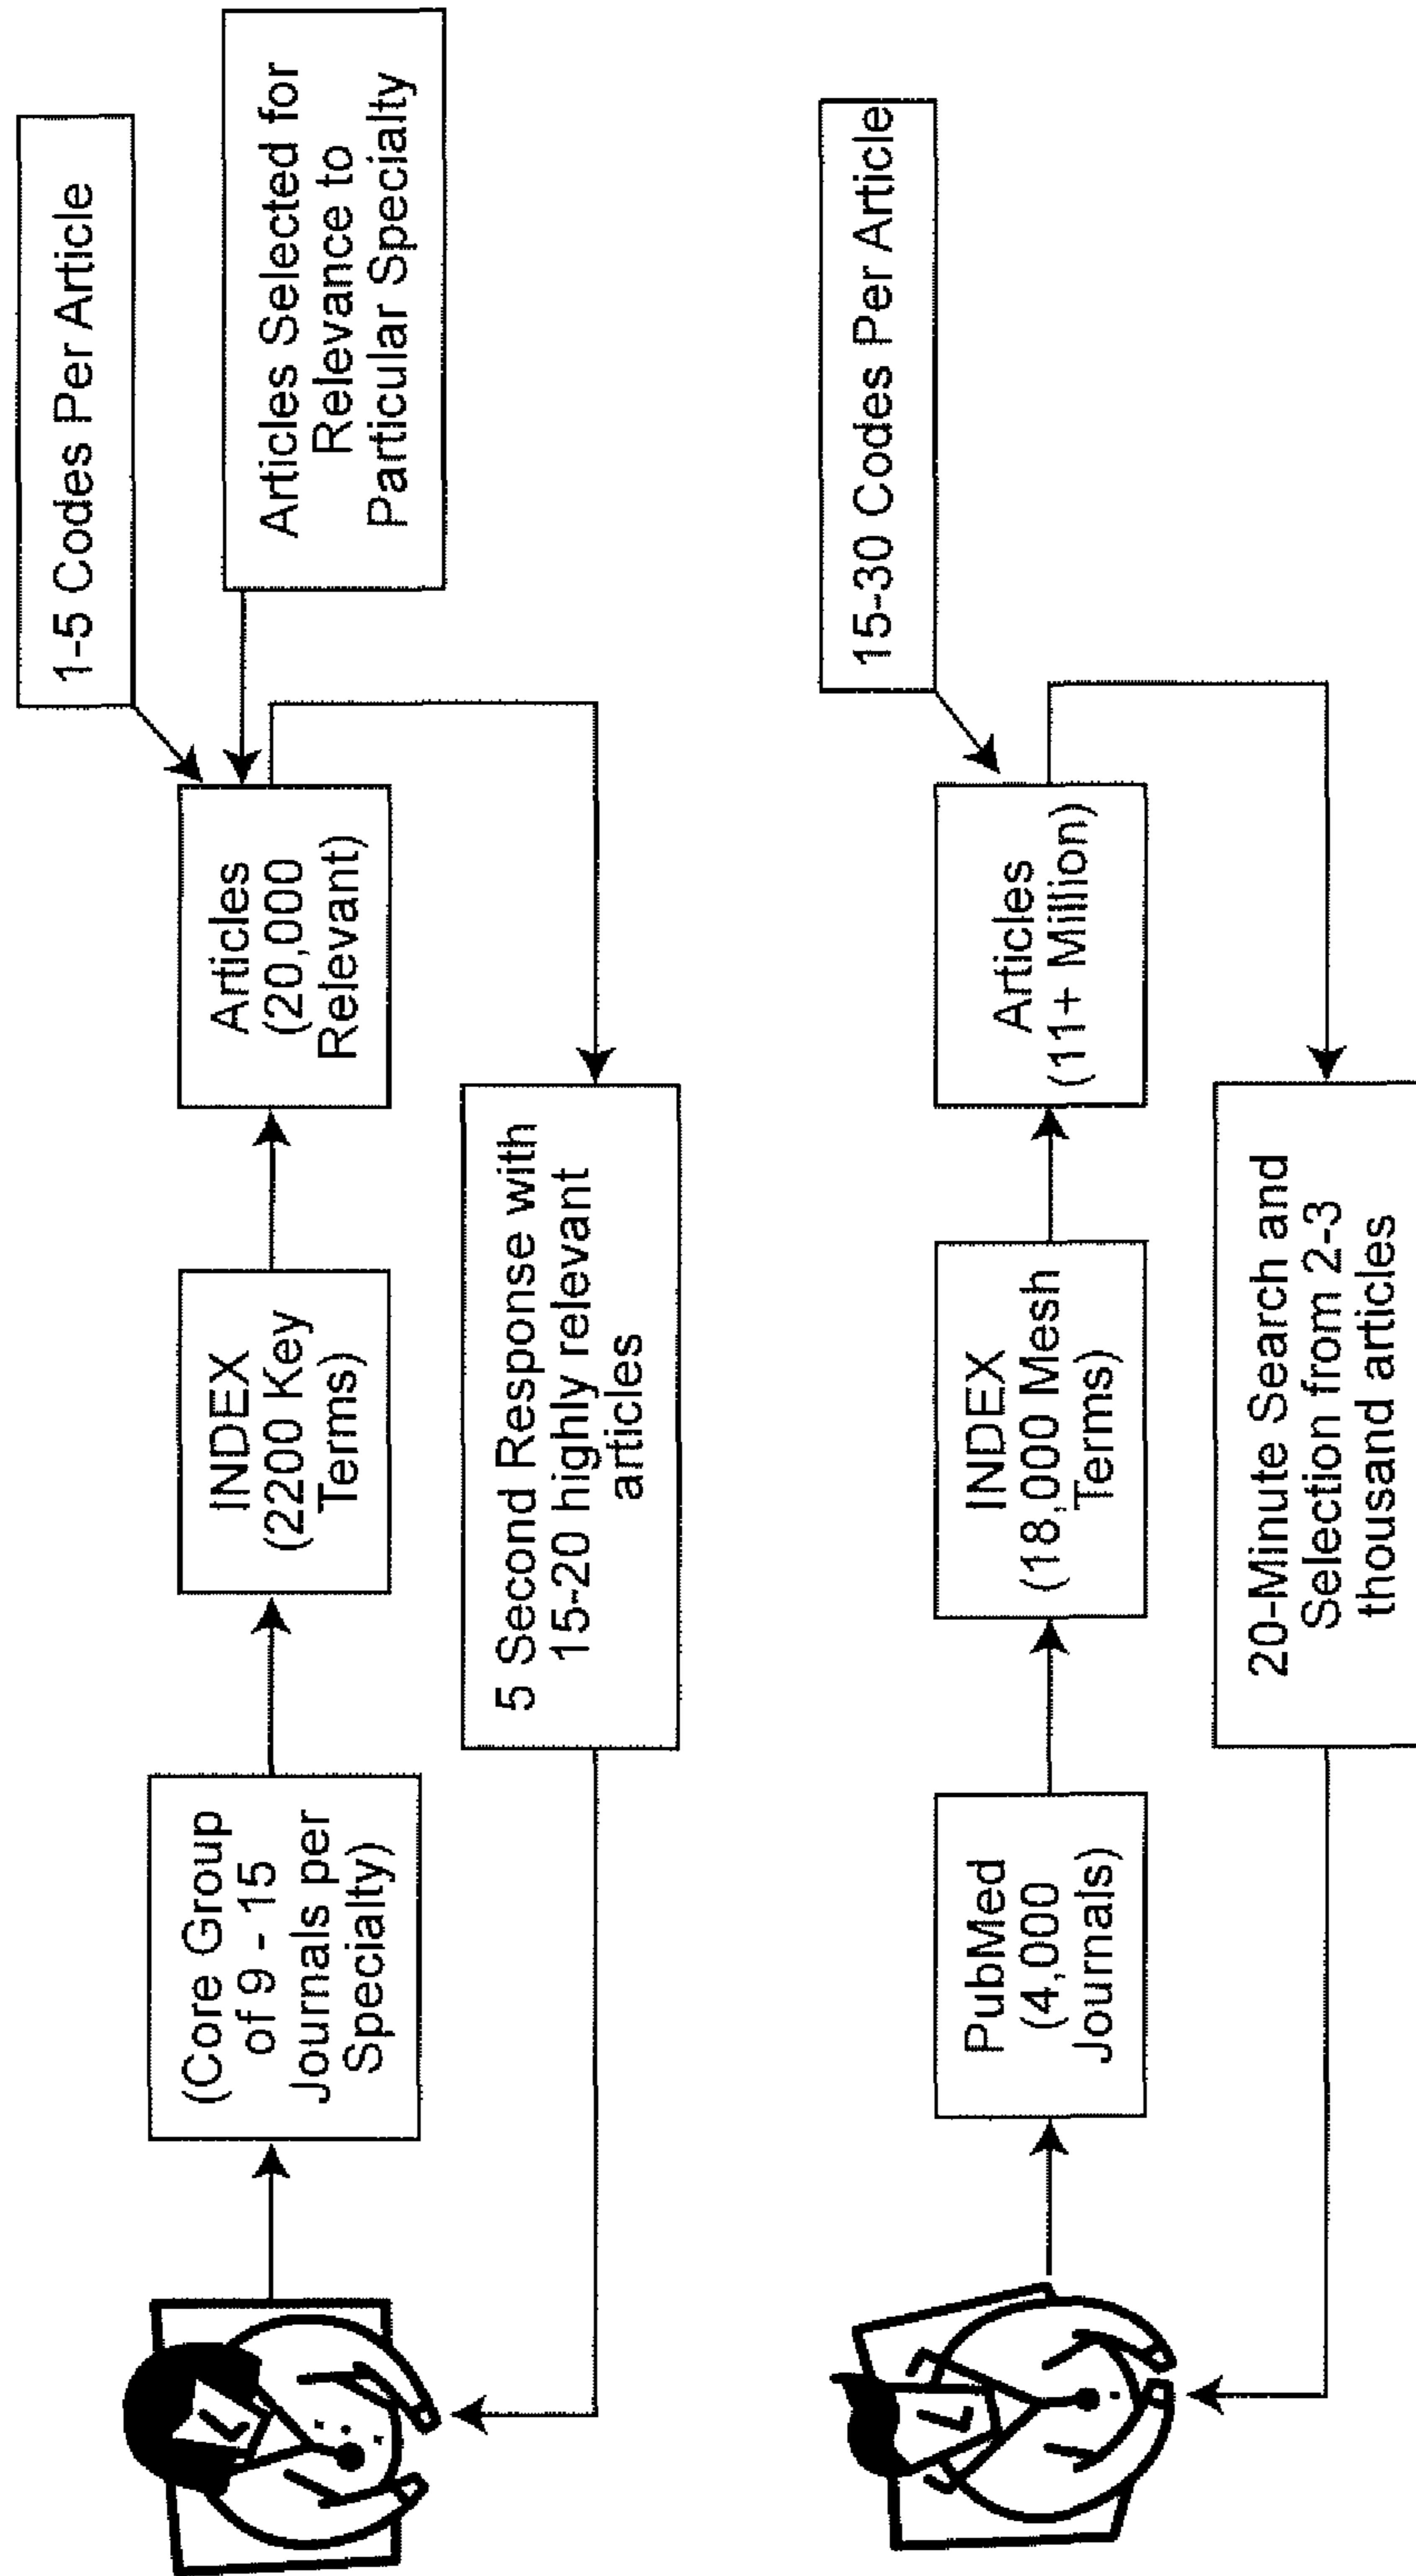 1-5 Codes Per Article
Articles Selected for
Relevance to
Particular Specialty
(Core Group
of 9 - 15
Journals per
Specialty)
INDEX
(2200 Key
Terms)
Articles
(20,000
Relevant)
5 Second Response with
15-20 highly relevant
articles
15-30 Codes Per Article
PubMed
(4,000
Journals)
INDEX
(18,000 Mesh
Terms)
Articles
(11+ Million)
20-Minute Search and
Selection from 2-3
thousand articles